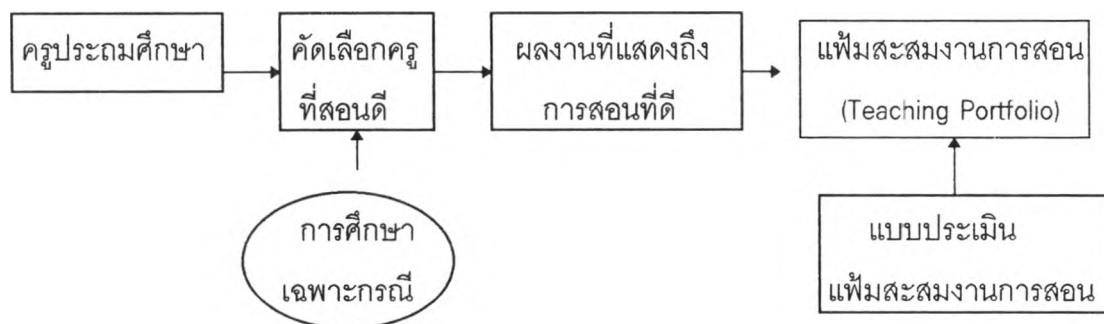 ครูประถมศึกษา
คัดเลือกครู
ที่สอนดี
ผลงานที่แสดงถึง
การสอนที่ดี
แฟ้มสะสมงานการสอน
(Teaching Portfolio)
การศึกษา
เฉพาะกรณี
แบบประเมิน
แฟ้มสะสมงานการสอน